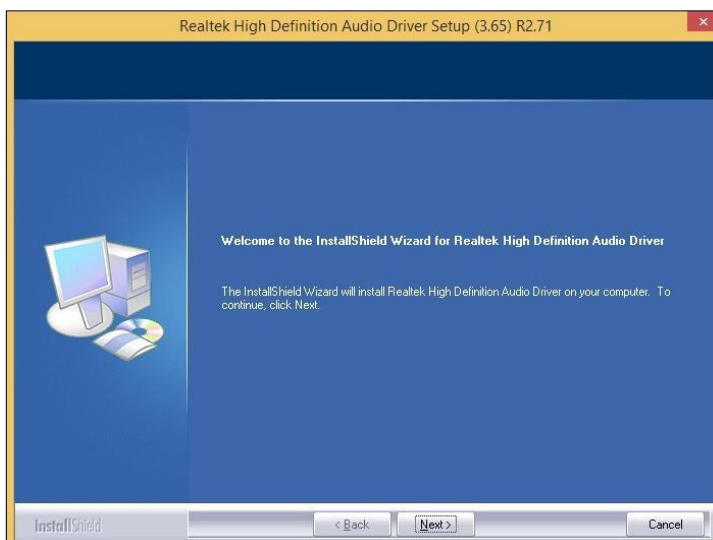 Realtek High Definition Audio Driver Setup (3.65) R2.71
Welcome to the InstallShield Wizard for Realtek High Definition Audio Driver
The InstallShield Wizard will install Realtek High Definition Audio Driver on your computer. To
continue, click Next.
InstallShield
< Back
Next >
Cancel